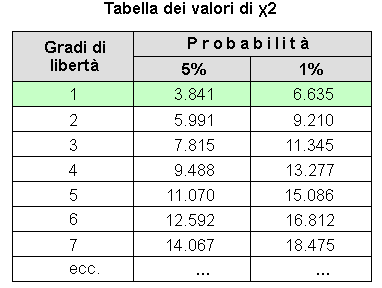 Tabella dei valori di χ2
Gradi di libertà Probabilità
5% 1%
1 3.841 6.635
2 5.991 9.210
3 7.815 11.345
4 9.488 13.277
5 11.070 15.086
6 12.592 16.812
7 14.067 18.475
ecc. ... ...